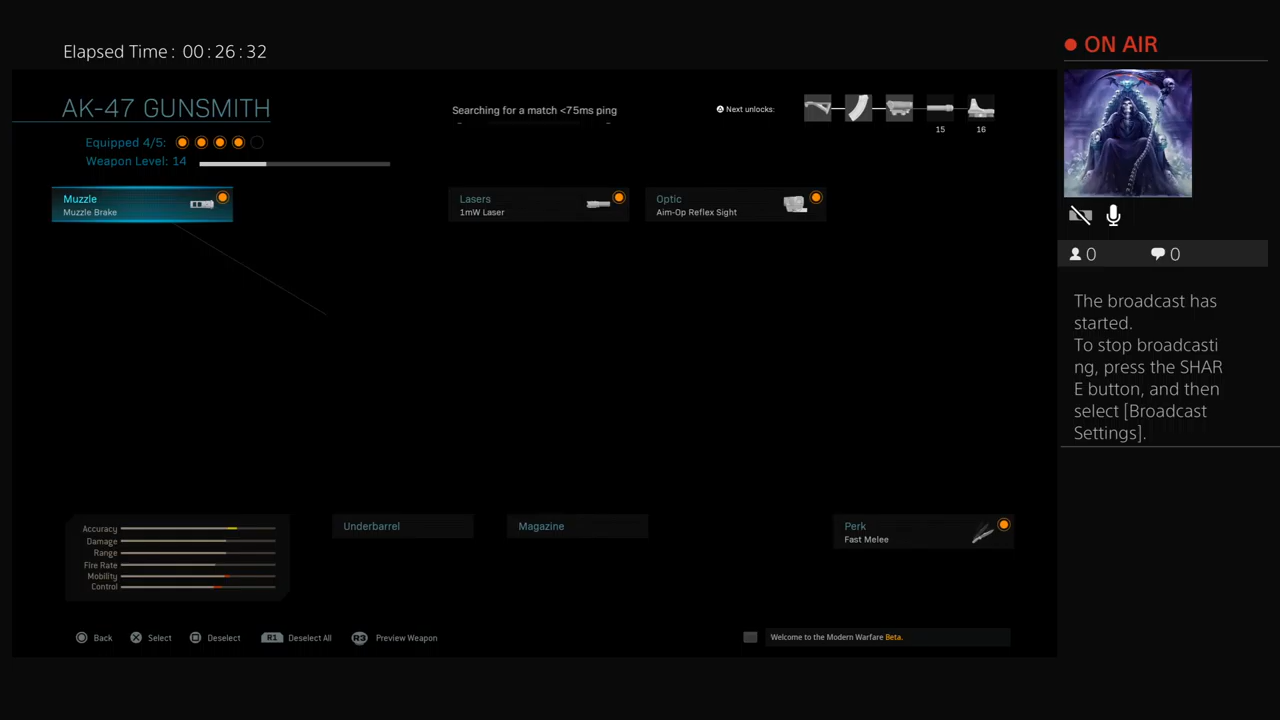 Elapsed Time: 00:26:32
ON AIR
AK-47 GUNSMITH
Searching for a match <75ms ping
Next unlocks:
15
16
Equipped 4/5:
Weapon Level: 14
Muzzle
Muzzle Brake
Lasers
1mW Laser
Optic
Aim-Op Reflex Sight
0
0
The broadcast has
started.
To stop broadcasti
ng, press the SHAR
E button, and then
select [Broadcast
Settings].
Accuracy
Damage
Range
Fire Rate
Mobility
Control
Underbarrel
Magazine
Perk
Fast Melee
Back
Select
Deselect
R1 Deselect All
R3 Preview Weapon
Welcome to the Modern Warfare Beta.